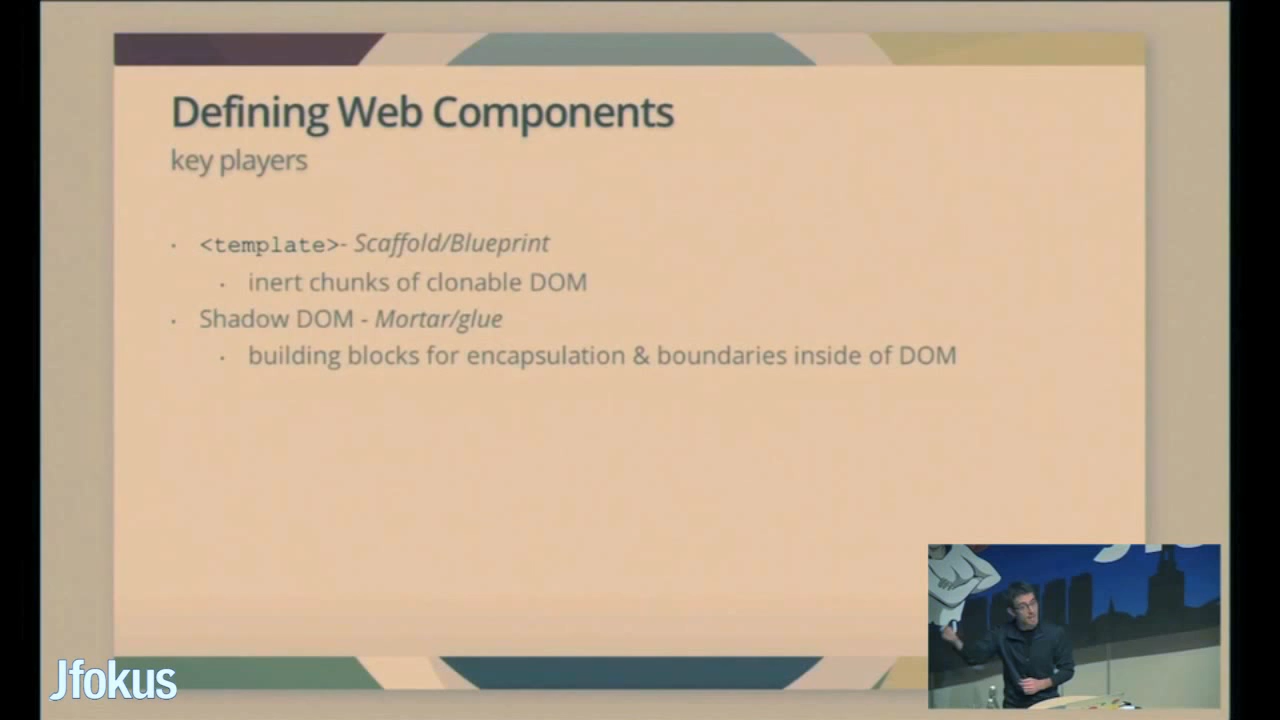 Defining Web Components
key players
· <template>- Scaffold/Blueprint
· inert chunks of clonable DOM
· Shadow DOM - Mortar/glue
· building blocks for encapsulation & boundaries inside of DOM
Jfokus